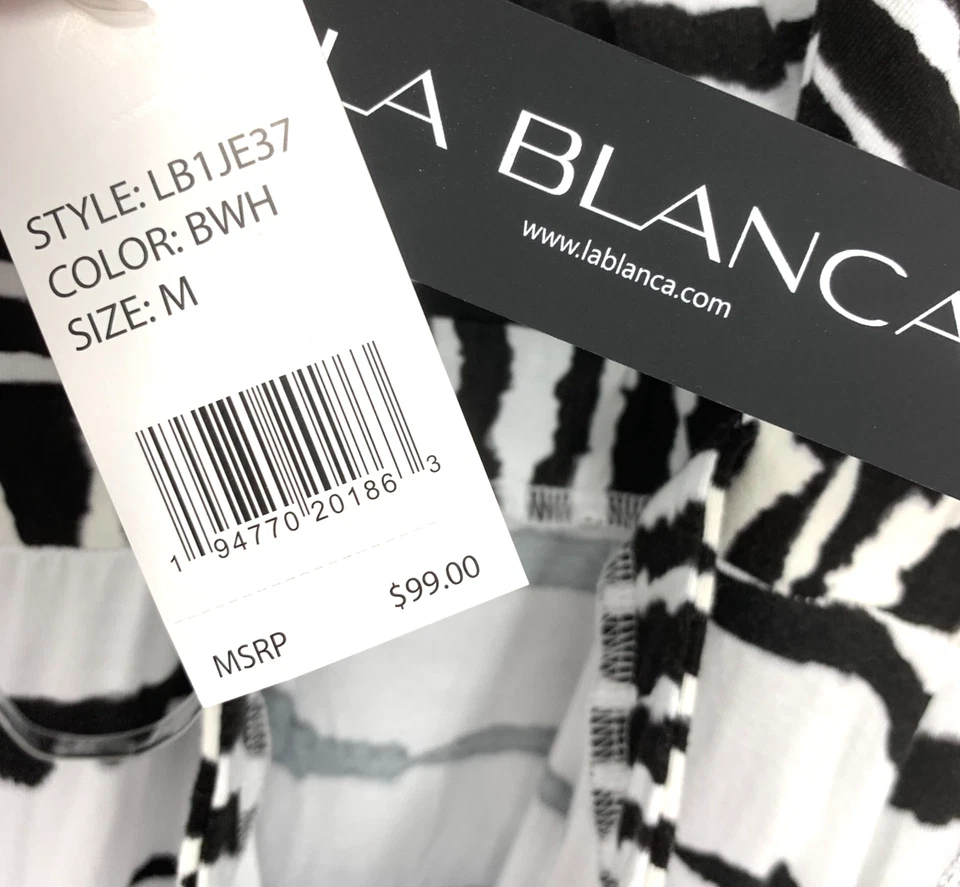 STYLE: LB1JE37
COLOR: BWH
SIZE: M
1 94770 20186 3
MSRP $99.00
LA BLANCA
www.lablanca.com